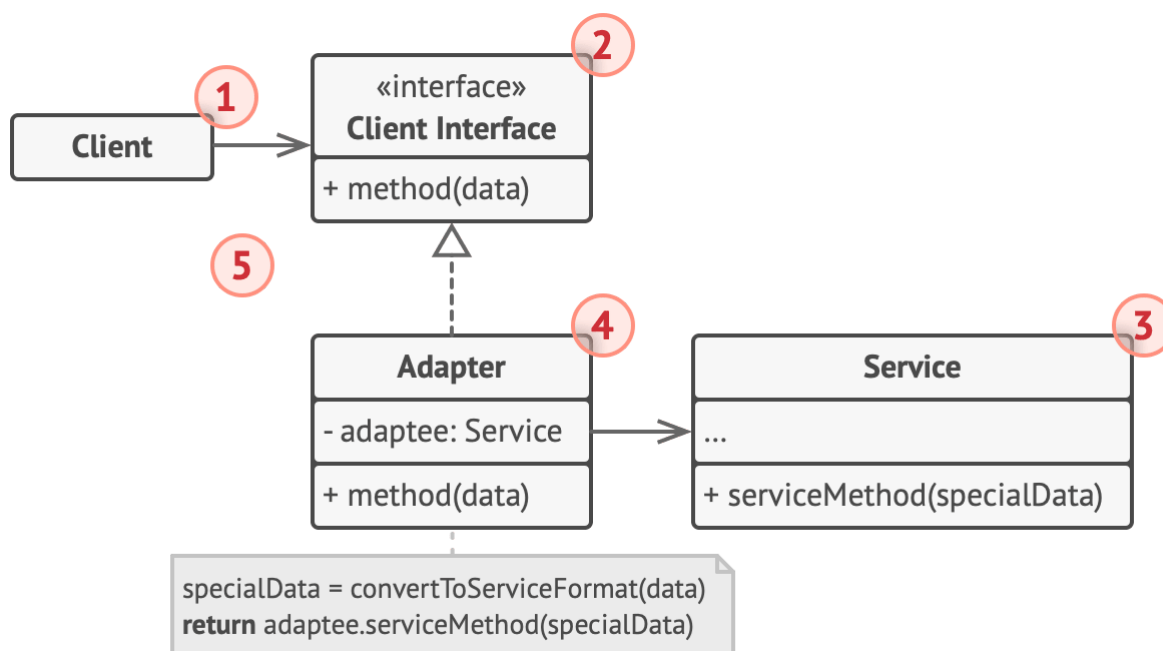 1
2
«interface»
Client Interface
Client
+ method(data)
5
4
3
Adapter
Service
- adaptee: Service
...
+ method(data)
+ serviceMethod(specialData)
specialData = convertToServiceFormat(data)
return adaptee.serviceMethod(specialData)